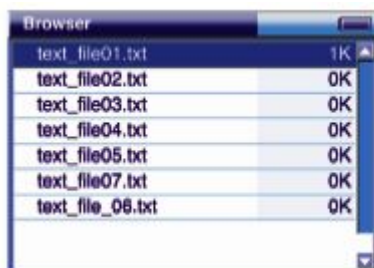 Browser
text_file01.txt 1K
text_file02.txt 0K
text_file03.txt 0K
text_file04.txt 0K
text_file05.txt 0K
text_file07.txt 0K
text_file_06.txt 0K